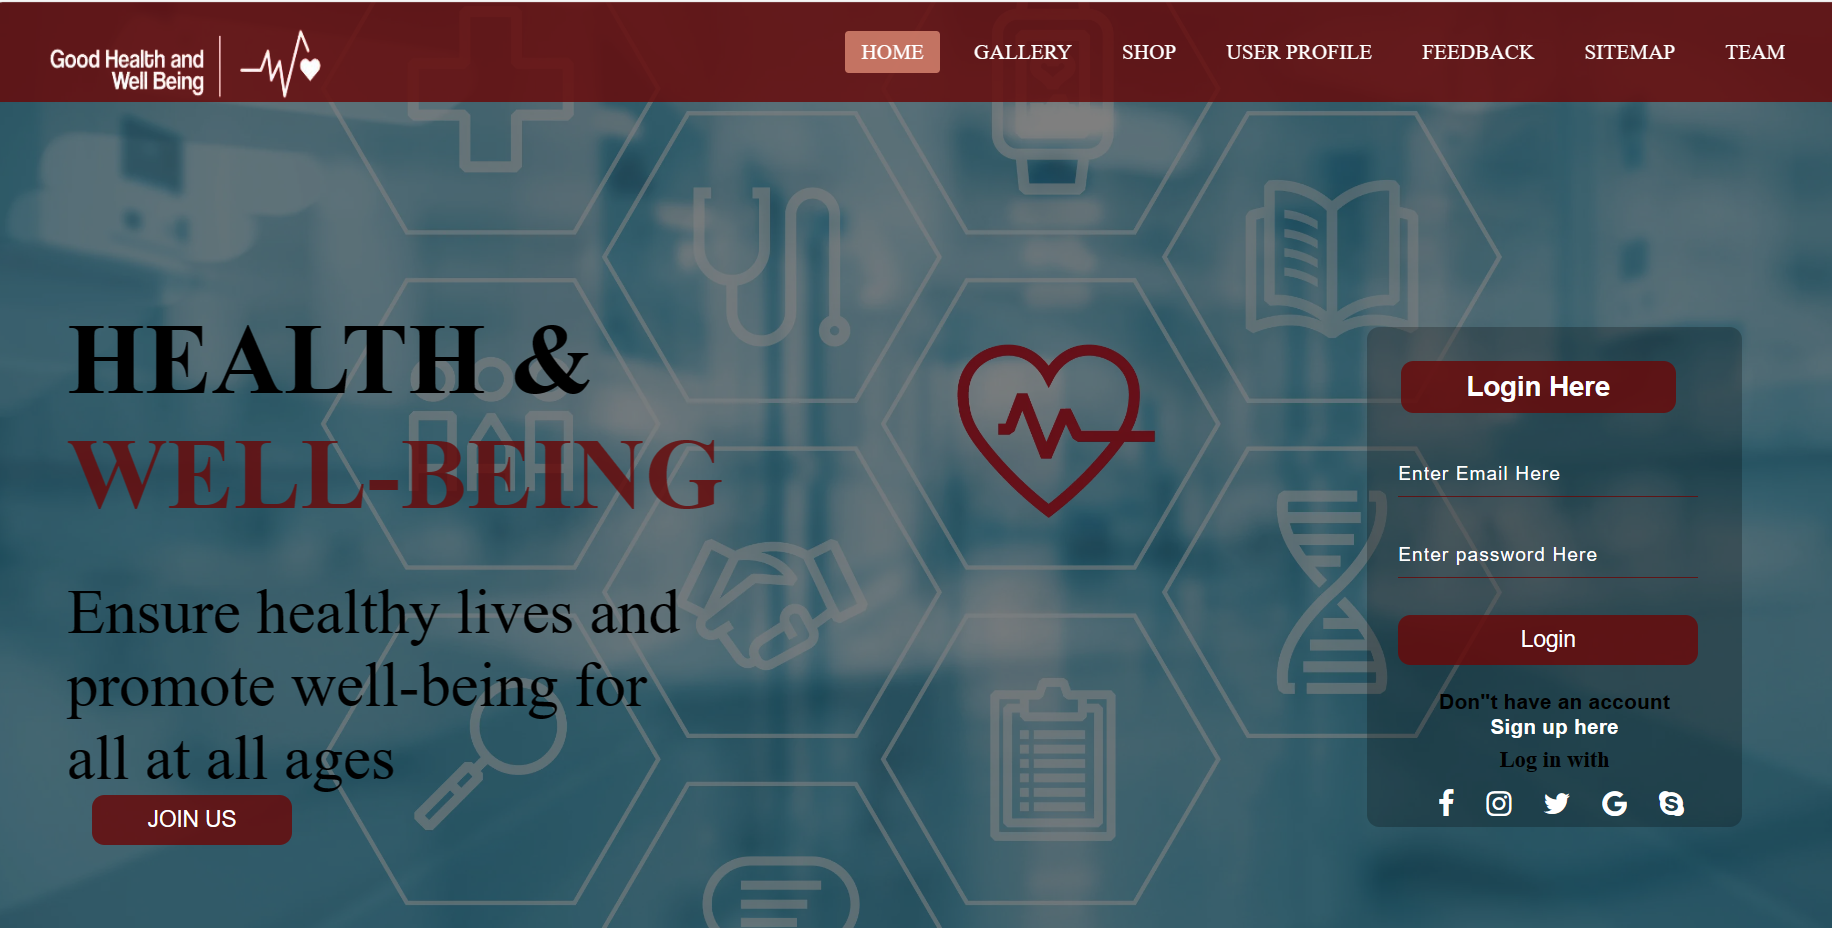 Good Health and
Well Being
HOME GALLERY SHOP USER PROFILE FEEDBACK SITEMAP TEAM
HEALTH &
WELL-BEING
Ensure healthy lives and
promote well-being for
all at all ages
JOIN US
Login Here
Enter Email Here
Enter password Here
Login
Don"t have an account
Sign up here
Log in with